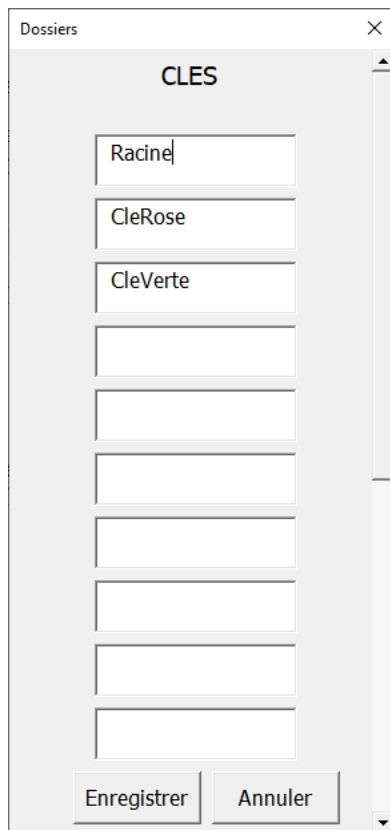 Dossiers
CLES
Racine
CleRose
CleVerte
Enregistrer Annuler